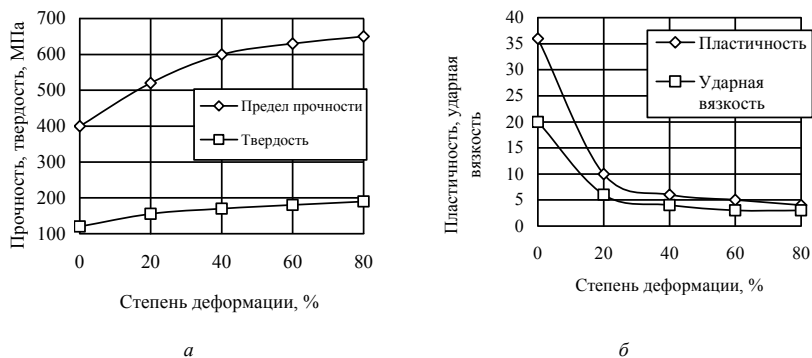 Прочность, твердость, МПа
700
600
500
400
300
200
100
Предел прочности
Твердость
0 20 40 60 80
Степень деформации, %
а
Пластичность, ударная
вязкость
40
35
30
25
20
15
10
5
0
Пластичность
Ударная
вязкость
0 20 40 60 80
Степень деформации, %
б